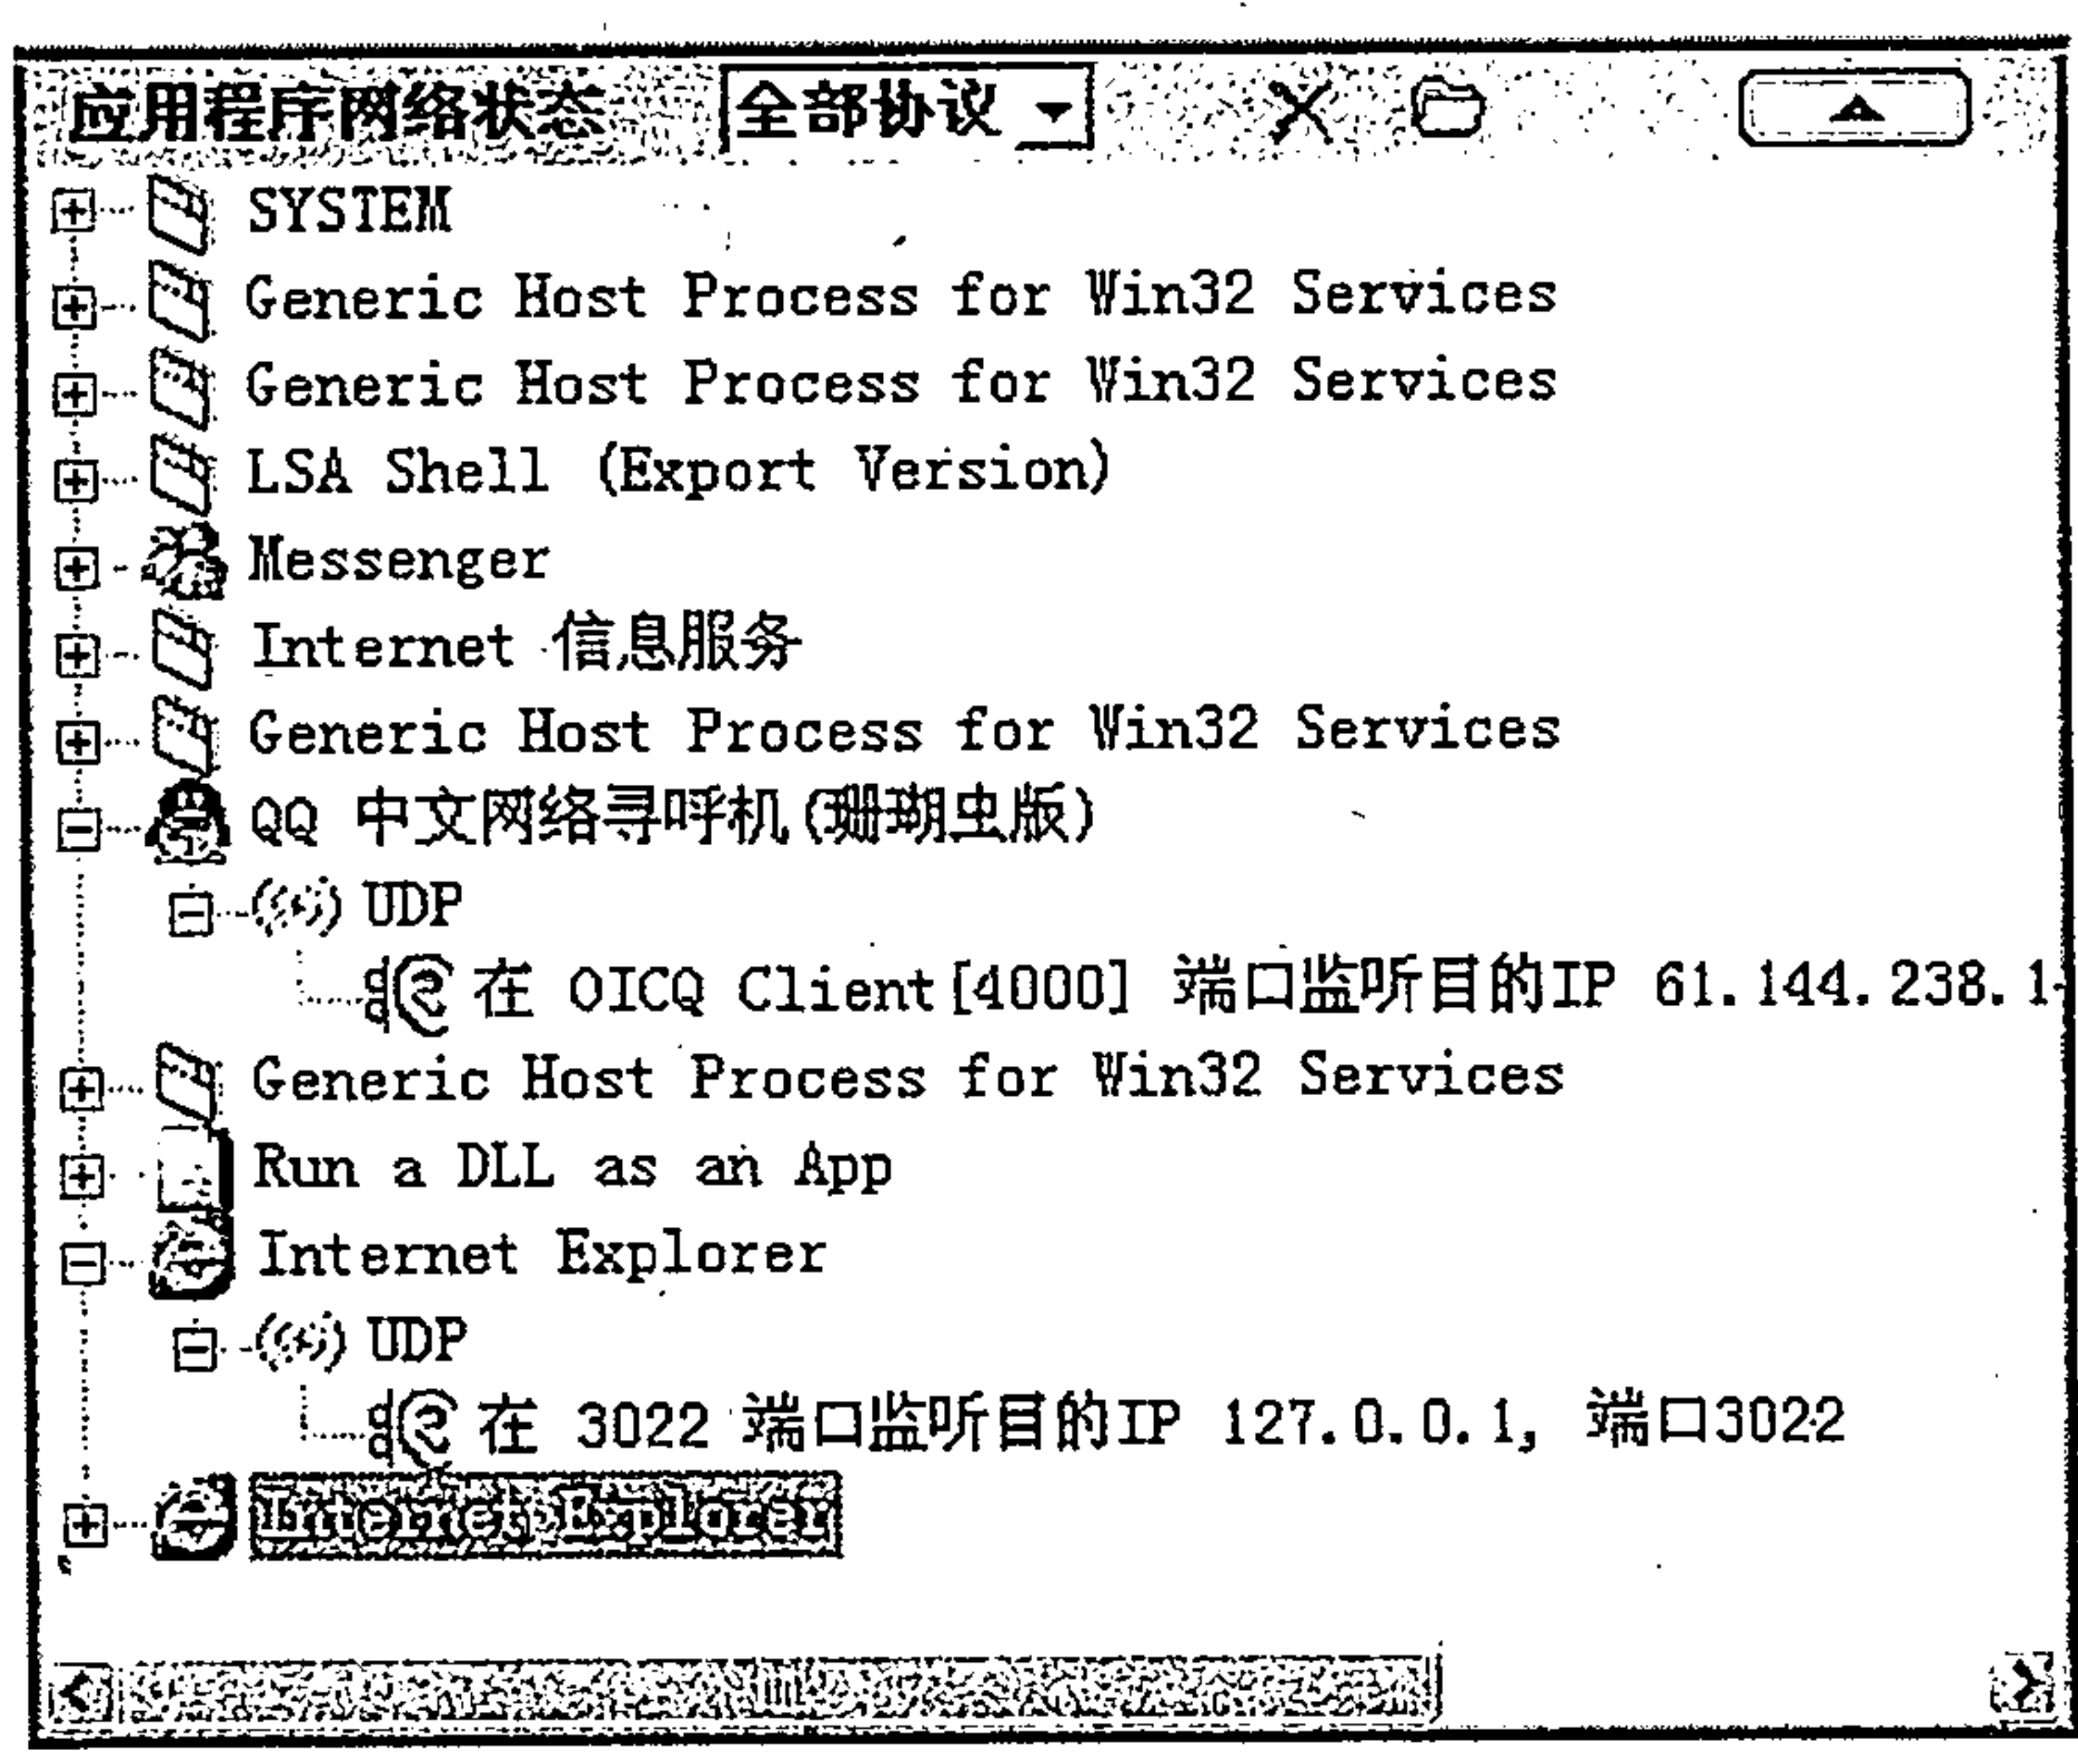 应用程序网络状态 全部协议
SYSTEM
Generic Host Process for Win32 Services
Generic Host Process for Win32 Services
LSA Shell (Export Version)
Messenger
Internet 信息服务
Generic Host Process for Win32 Services
QQ 中文网络寻呼机(珊瑚虫版)
UDP
在 OICQ Client[4000] 端口监听目的IP 61.144.238.1
Generic Host Process for Win32 Services
Run a DLL as an App
Internet Explorer
UDP
在 3022 端口监听目的IP 127.0.0.1, 端口3022
Internet Explorer